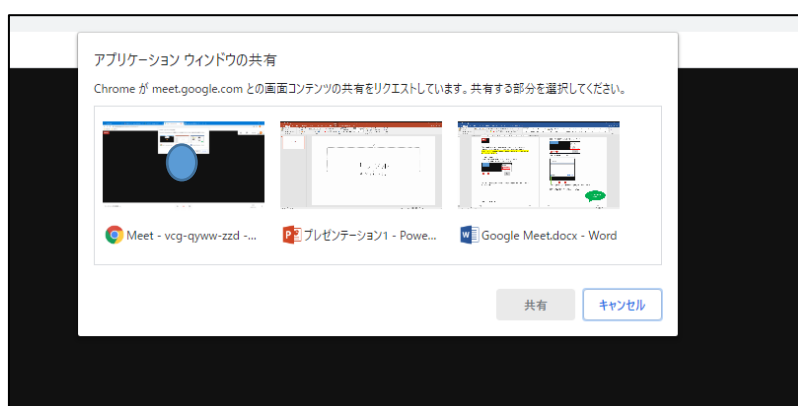 アプリケーション ウィンドウの共有
Chrome が meet.google.com との画面コンテンツの共有をリクエストしています。共有する部分を選択してください。
Meet - vcg-qyww-zzd -...
プレゼンテーション1 - Powe...
Google Meet.docx - Word
共有
キャンセル